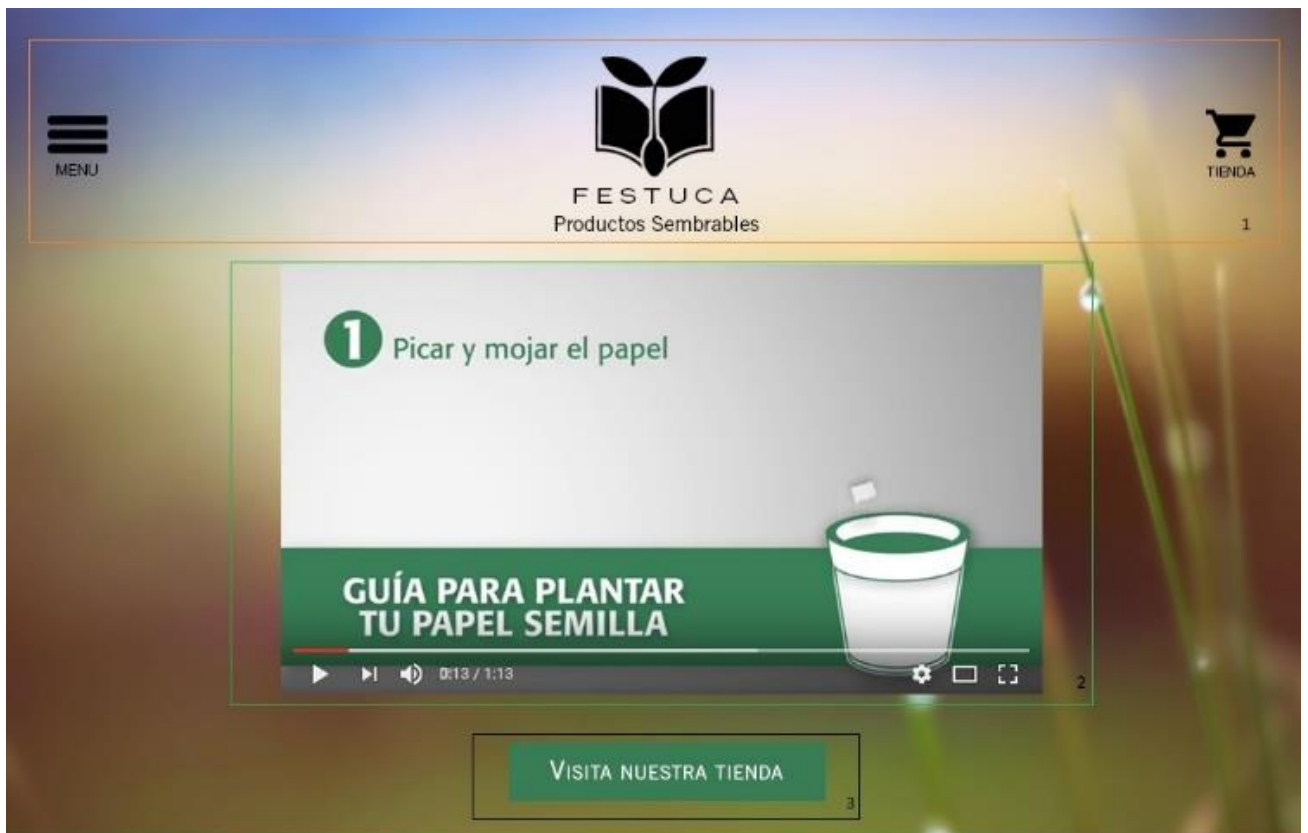 MENU
FESTUCA
Productos Sembrables
TIENDA
1
1 Picar y mojar el papel
GUÍA PARA PLANTAR
TU PAPEL SEMILLA
0:13 / 1:13
2
VISITA NUESTRA TIENDA
3